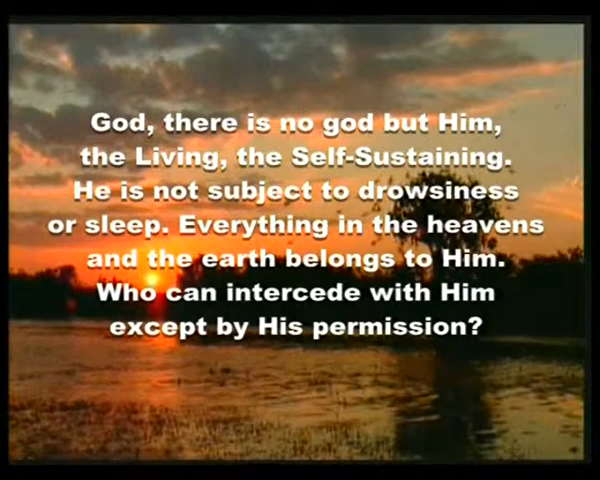 God, there is no god but Him,
the Living, the Self-Sustaining.
He is not subject to drowsiness
or sleep. Everything in the heavens
and the earth belongs to Him.
Who can intercede with Him
except by His permission?